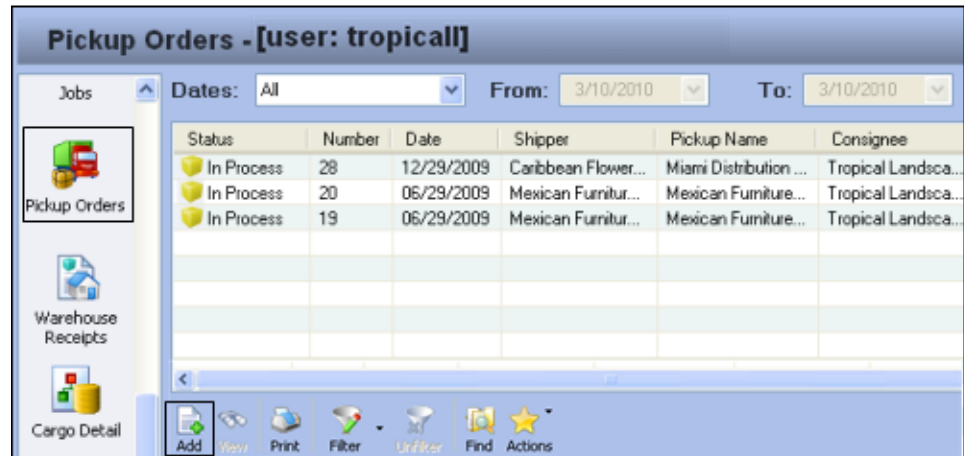 Pickup Orders - [user: tropicall]
Jobs
Dates: All From: 3/10/2010 To: 3/10/2010
Status Number Date Shipper Pickup Name Consignee
In Process 28 12/29/2009 Caribbean Flower... Miami Distribution ... Tropical Landsca...
In Process 20 06/29/2009 Mexican Furnitur... Mexican Furniture... Tropical Landsca...
In Process 19 06/29/2009 Mexican Furnitur... Mexican Furniture... Tropical Landsca...
Pickup Orders
Warehouse
Receipts
Cargo Detail
Add View Print Filter Unfilter Find Actions